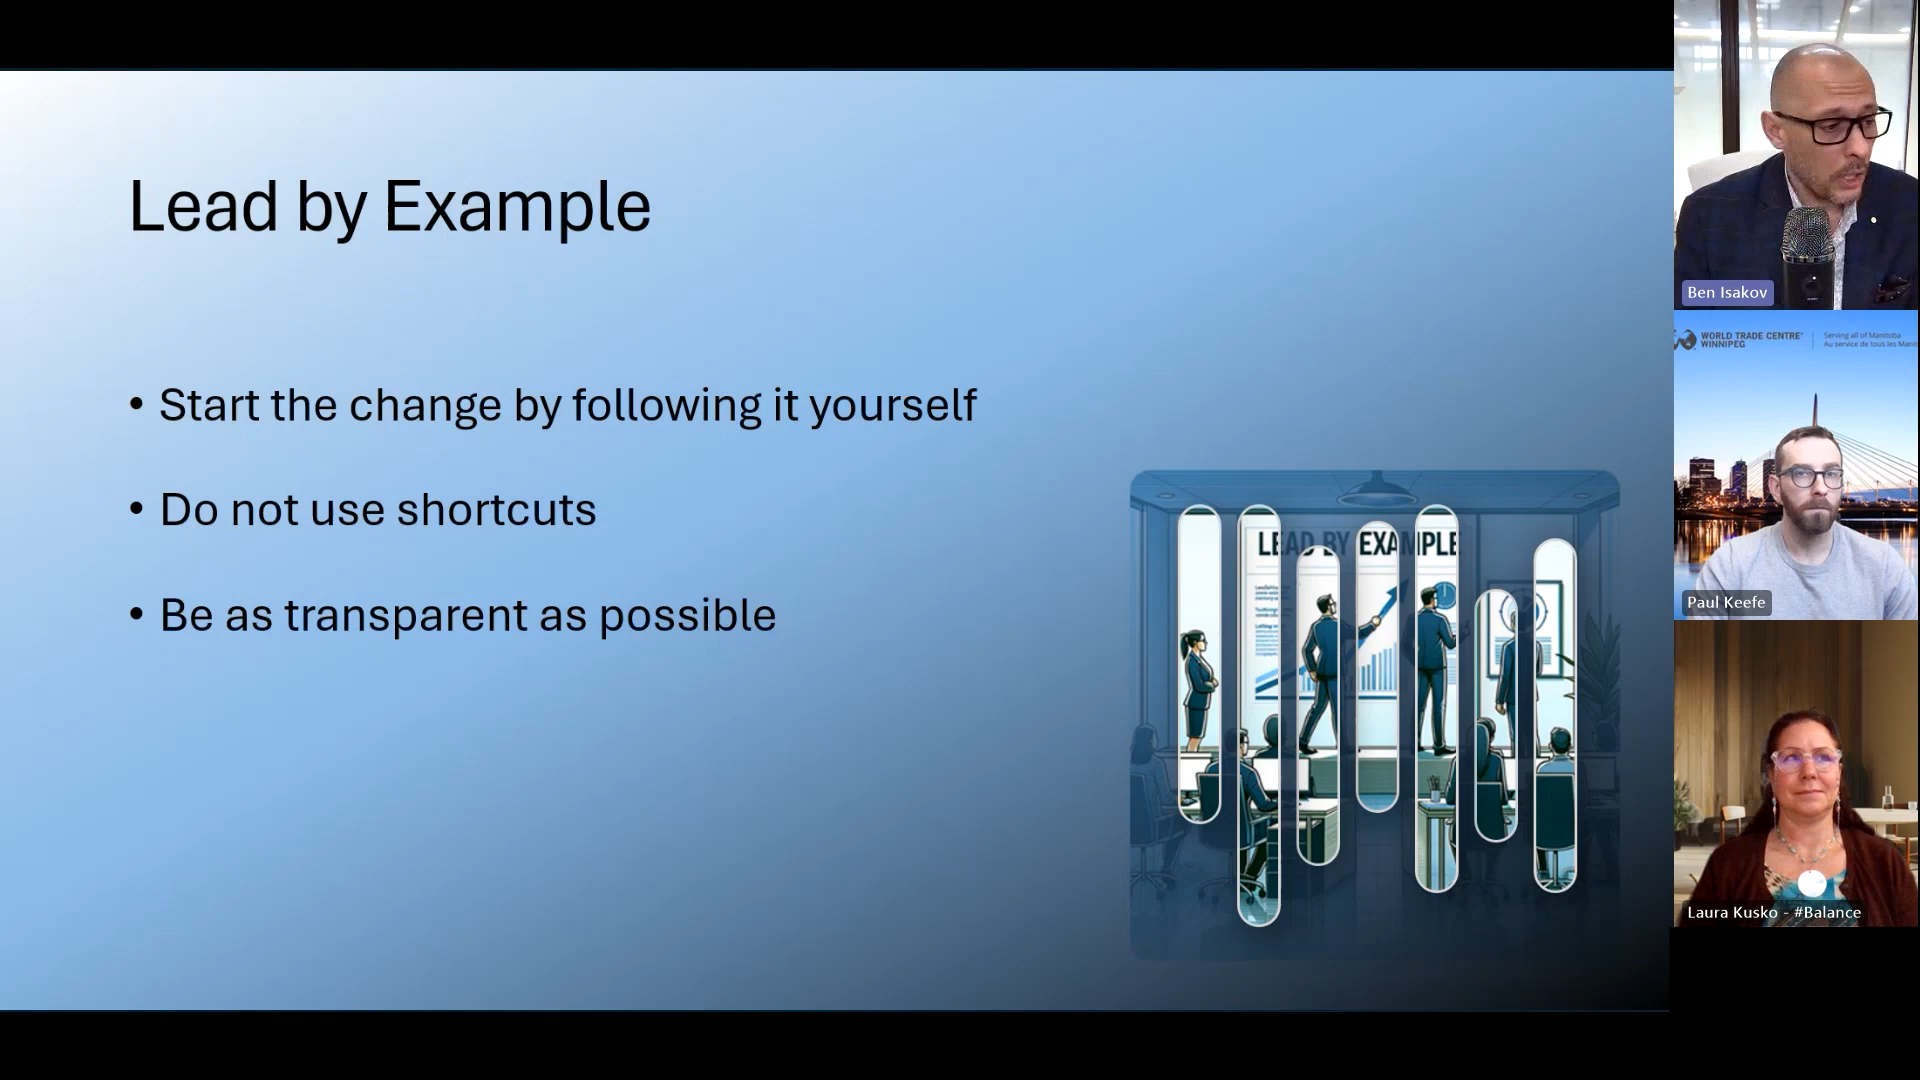 Lead by Example
• Start the change by following it yourself
• Do not use shortcuts
• Be as transparent as possible
LEAD BY EXAMPLE
Ben Isakov
WORLD TRADE CENTRE
WINNIPEG
Serving all of Manitoba
Au service de tous les Manit
Paul Keefe
Laura Kusko - #Balance